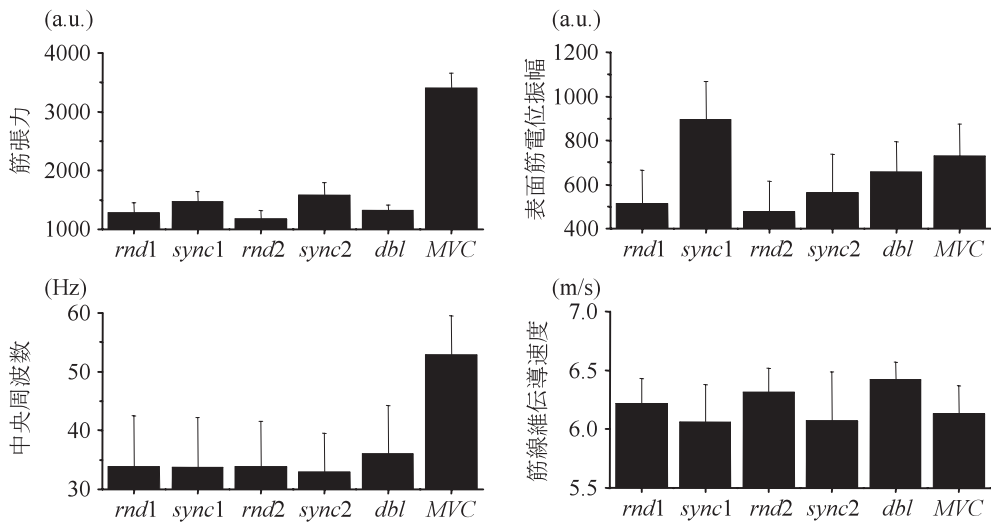 (a.u.)
筋張力
4000
3000
2000
1000
rnd1 sync1 rnd2 sync2 dbl MVC
(a.u.)
表面筋電位振幅
1200
1000
800
600
400
rnd1 sync1 rnd2 sync2 dbl MVC
(Hz)
中央周波数
60
50
40
30
rnd1 sync1 rnd2 sync2 dbl MVC
(m/s)
筋線維伝導速度
7.0
6.5
6.0
5.5
rnd1 sync1 rnd2 sync2 dbl MVC